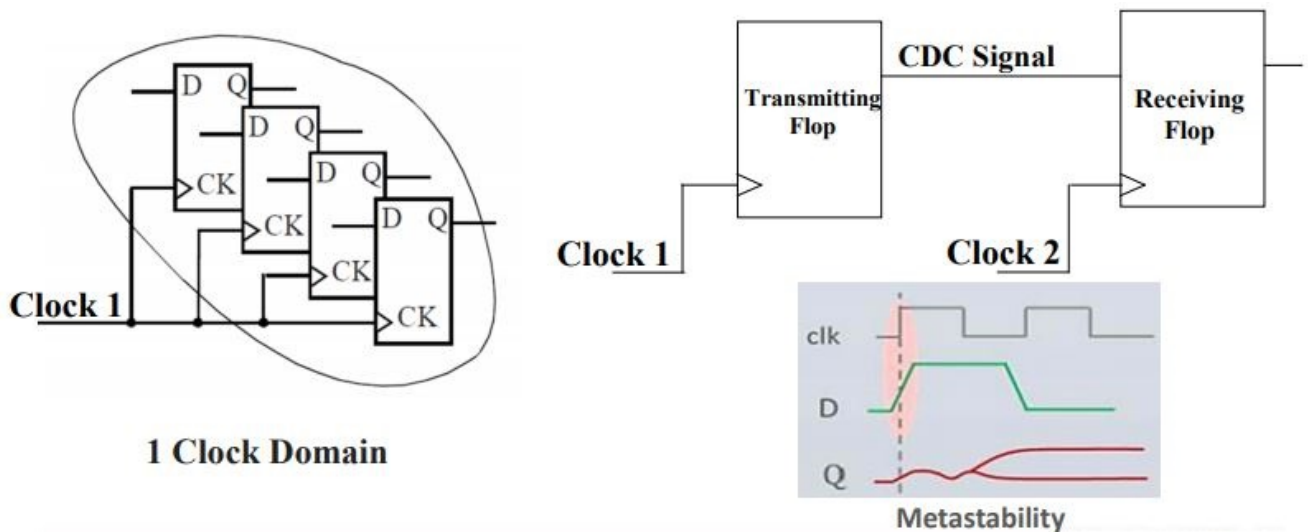 D Q
D Q
D Q
D Q
CK
CK
CK
CK
Clock 1
1 Clock Domain
CDC Signal
Transmitting
Flop
Receiving
Flop
Clock 1
Clock 2
clk
D
Q
Metastability